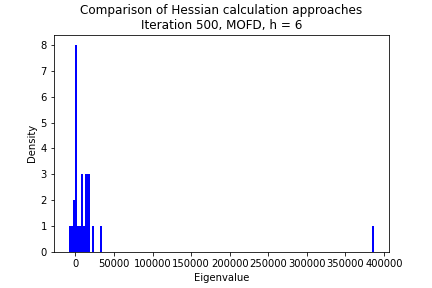 Comparison of Hessian calculation approaches
Iteration 500, MOFD, h = 6
8
7
6
5
4
3
2
1
0
Density
0 50000 100000 150000 200000 250000 300000 350000 400000
Eigenvalue